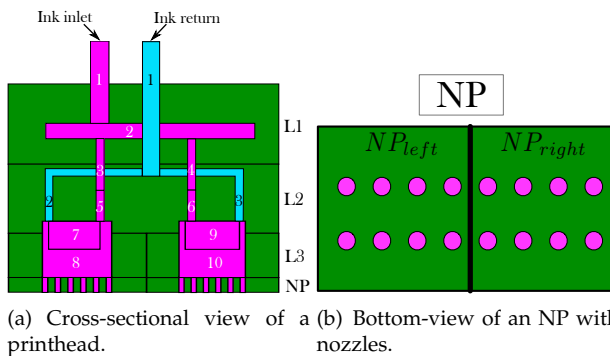 Ink inlet
Ink return
1
1
2
L1
3
4
2
5
6
3
L2
7
9
8
10
L3
NP
(a) Cross-sectional view of a printhead.
NP
NP_left
NP_right
(b) Bottom-view of an NP with nozzles.